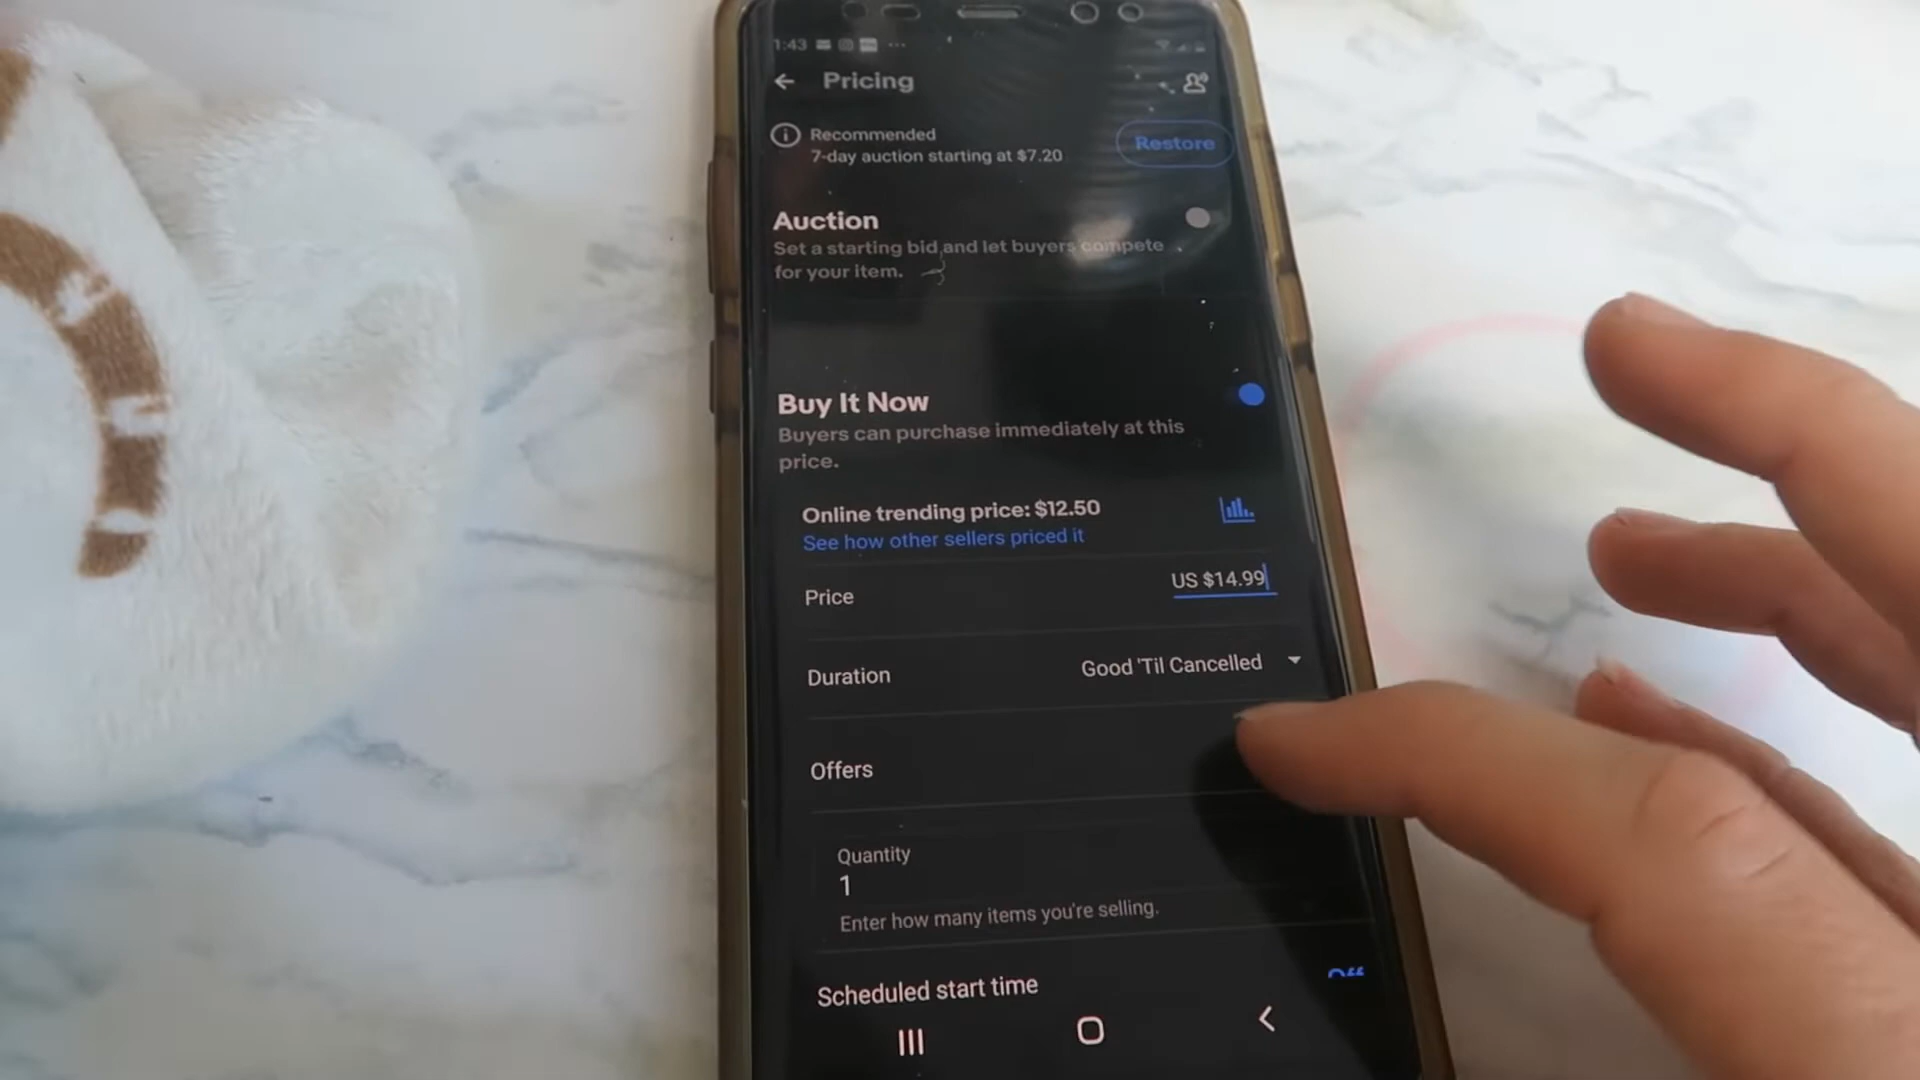 1:43
Pricing
Recommended
7-day auction starting at $7.20
Restore
Auction
Set a starting bid and let buyers compete
for your item.
Buy It Now
Buyers can purchase immediately at this
price.
Online trending price: $12.50
See how other sellers priced it
Price US $14.99
Duration Good 'Til Cancelled
Offers
Quantity
1
Enter how many items you're selling.
Scheduled start time Off